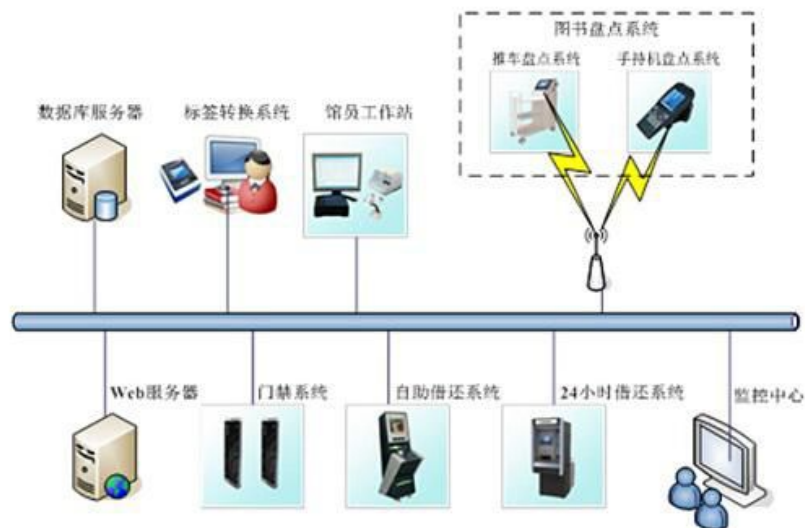 图书盘点系统
推车盘点系统
手持机盘点系统
数据库服务器
标签转换系统
馆员工作站
Web服务器
门禁系统
自助借还系统
24小时借还系统
监控中心